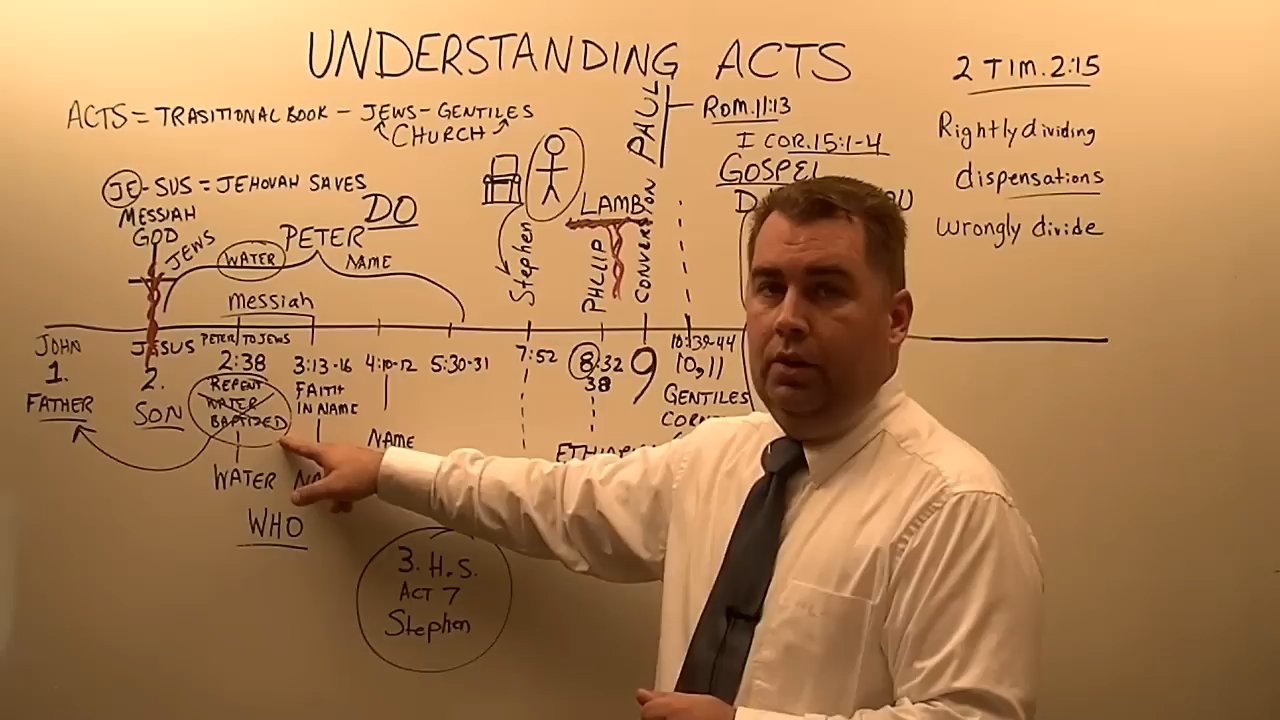 UNDERSTANDING ACTS
2 TIM. 2:15
ACTS = TRASITIONAL BOOK - JEWS - GENTILES
CHURCH
PAUL
ROM. 11:13
I COR. 15:1-4
GOSPEL
Rightly dividing
dispensations
wrongly divide
JE-SUS = JEHOVAH SAVES
MESSIAH
GOD
JEWS
PETER DO
WATER
NAME
messiah
Stephen
LAMB
PHLLIP
CONVERSION
JOHN
1.
FATHER
JESUS
2.
SON
PETER TO JEWS
2:38
REPENT
WATER
BAPTIZED
WATER
WHO
3:13-16
FAITH
IN NAME
4:10-12
NAME
5:30-31
7:52
8:32
38
9
10:39-44
10,11
GENTILES
3. H.S.
ACT 7
Stephen